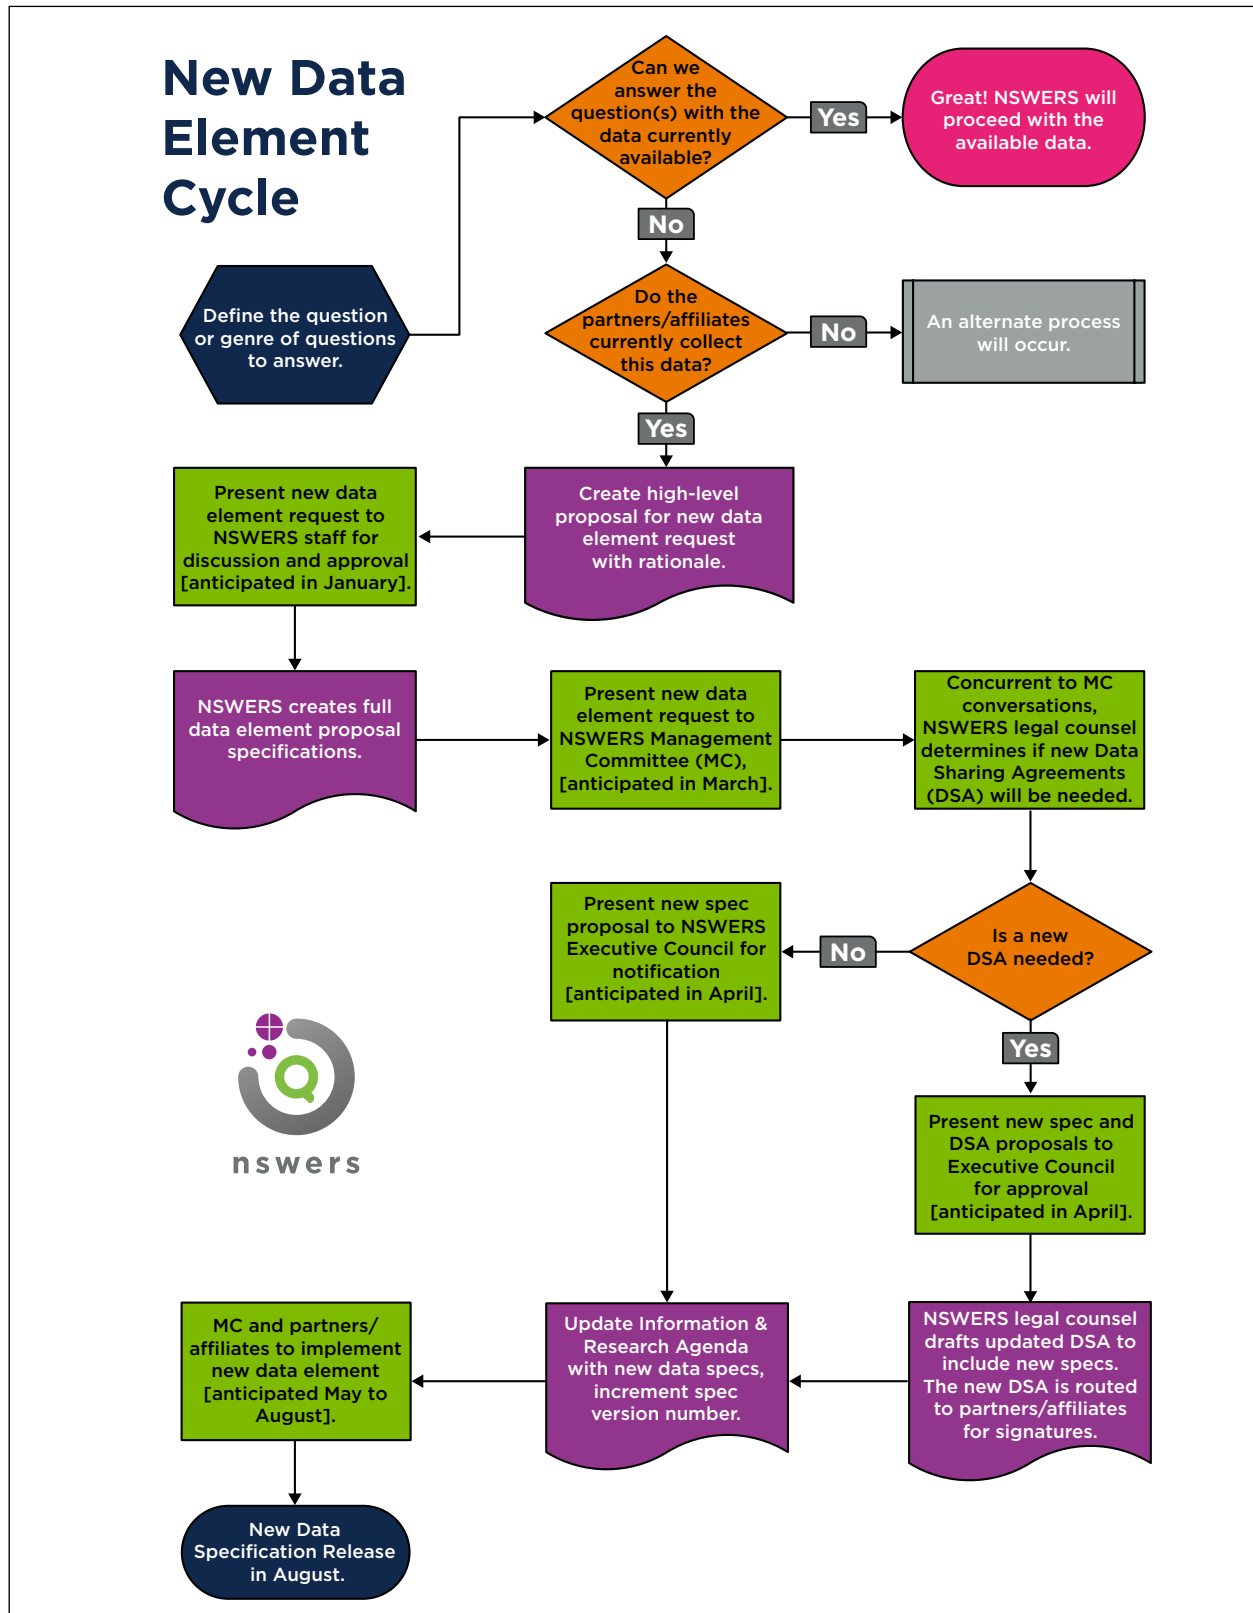 New Data
Element
Cycle
Can we
answer the
question(s) with the
data currently
available?
Yes
Great! NSWERS will
proceed with the
available data.
No
Define the question
or genre of questions
to answer.
Do the
partners/affiliates
currently collect
this data?
No
An alternate process
will occur.
Yes
Present new data
element request to
NSWERS staff for
discussion and approval
[anticipated in January].
Create high-level
proposal for new data
element request
with rationale.
NSWERS creates full
data element proposal
specifications.
Present new data
element request to
NSWERS Management
Committee (MC),
[anticipated in March].
Concurrent to MC
conversations,
NSWERS legal counsel
determines if new Data
Sharing Agreements
(DSA) will be needed.
Present new spec
proposal to NSWERS
Executive Council for
notification
[anticipated in April].
No
Is a new
DSA needed?
Yes
nswers
Present new spec and
DSA proposals to
Executive Council
for approval
[anticipated in April].
MC and partners/
affiliates to implement
new data element
[anticipated May to
August].
Update Information &
Research Agenda
with new data specs,
increment spec
version number.
NSWERS legal counsel
drafts updated DSA to
include new specs.
The new DSA is routed
to partners/affiliates
for signatures.
New Data
Specification Release
in August.